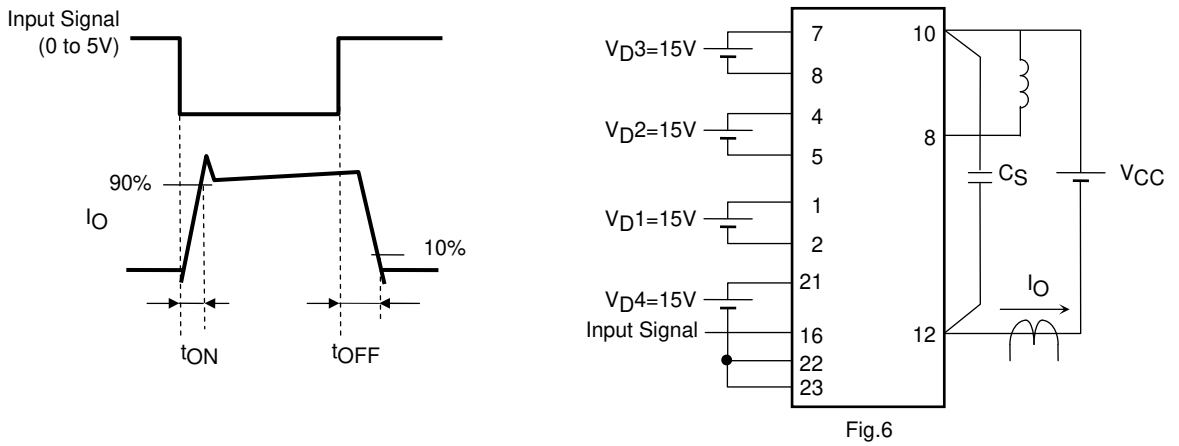 Input Signal
(0 to 5V)
90%
IO
10%
tON
tOFF
VD3=15V
VD2=15V
VD1=15V
VD4=15V
Input Signal
7
8
4
5
1
2
21
16
22
23
10
8
12
CS
VCC
IO
Fig.6